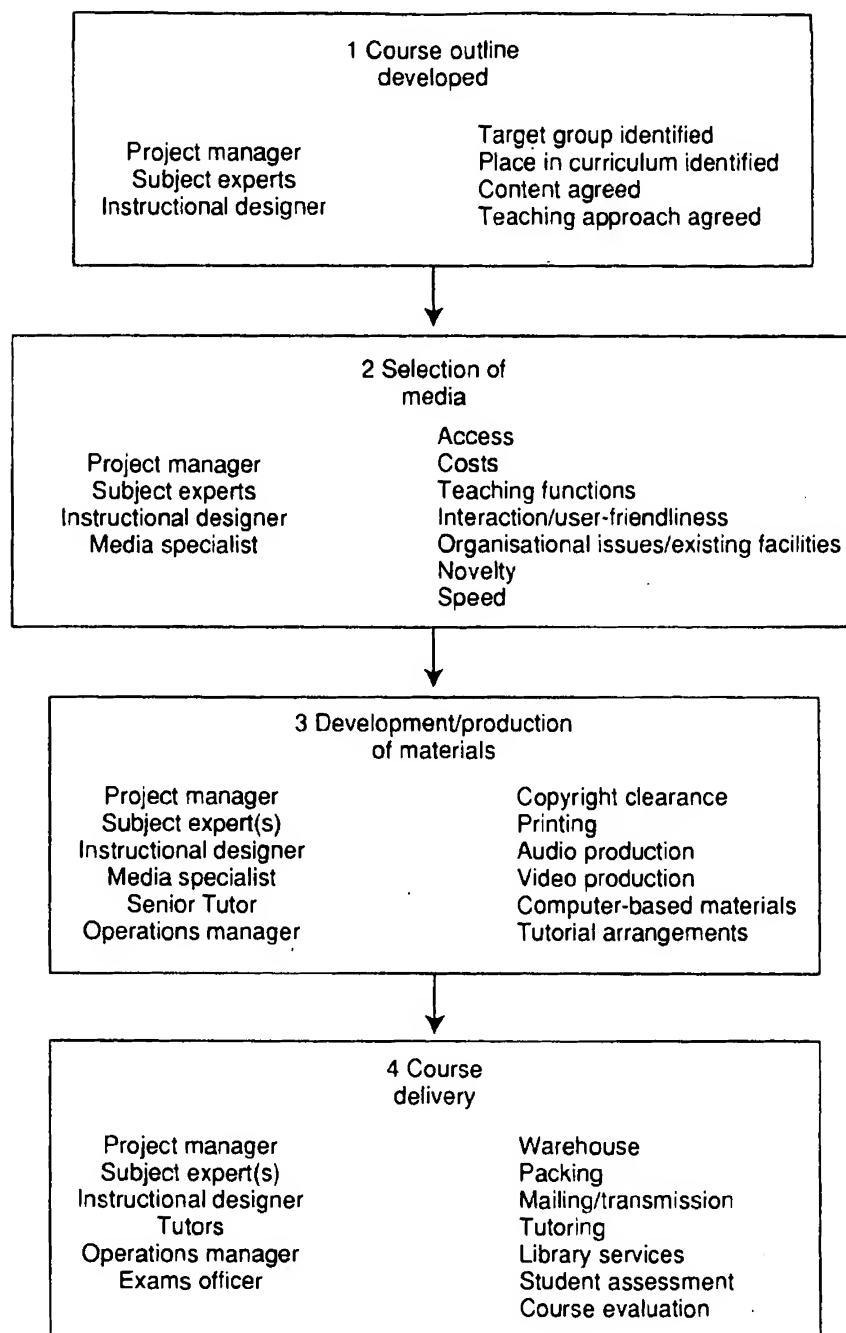 1 Course outline
developed
Project manager
Subject experts
Instructional designer
Target group identified
Place in curriculum identified
Content agreed
Teaching approach agreed
2 Selection of
media
Project manager
Subject experts
Instructional designer
Media specialist
Access
Costs
Teaching functions
Interaction/user-friendliness
Organisational issues/existing facilities
Novelty
Speed
3 Development/production
of materials
Project manager
Subject expert(s)
Instructional designer
Media specialist
Senior Tutor
Operations manager
Copyright clearance
Printing
Audio production
Video production
Computer-based materials
Tutorial arrangements
4 Course
delivery
Project manager
Subject expert(s)
Instructional designer
Tutors
Operations manager
Exams officer
Warehouse
Packing
Mailing/transmission
Tutoring
Library services
Student assessment
Course evaluation